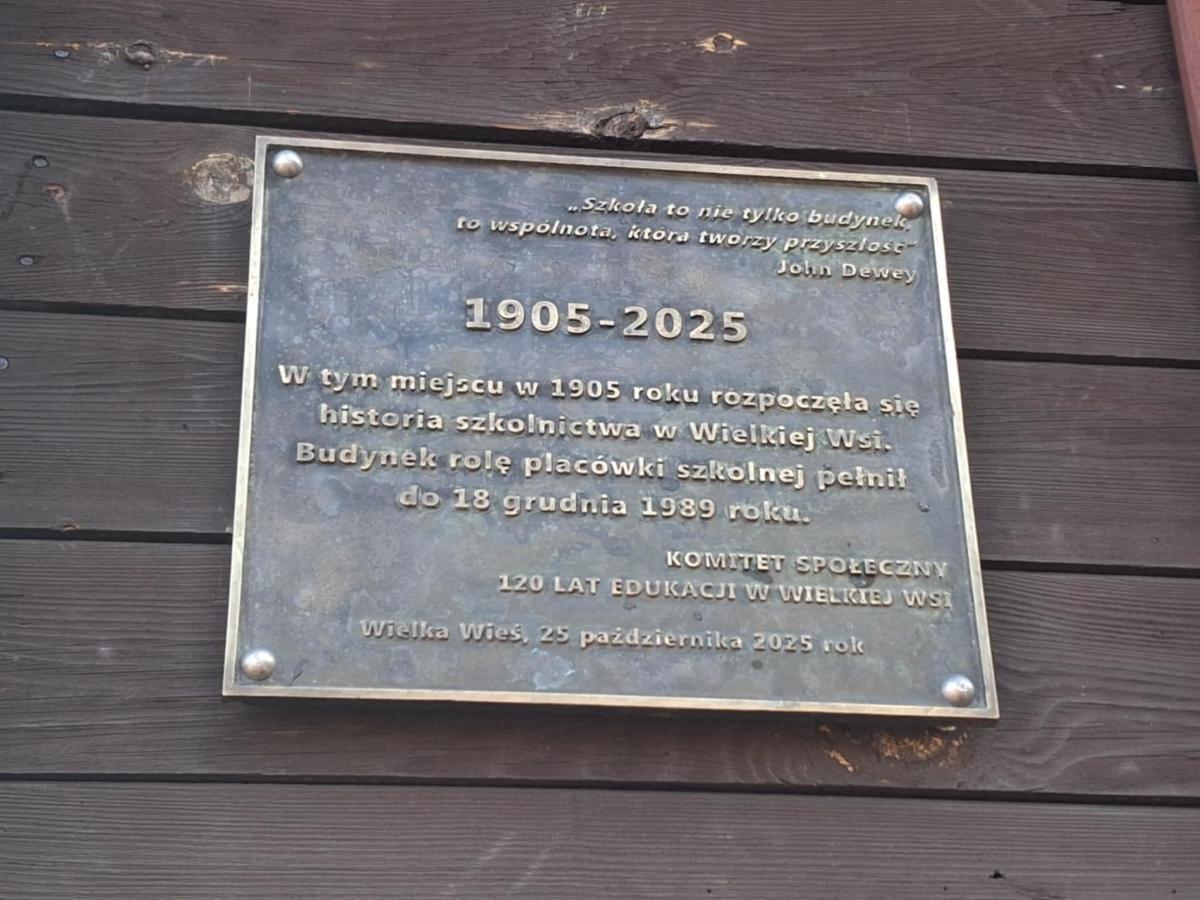 „Szkoła to nie tylko budynek,
to wspólnota, która tworzy przyszłość”
John Dewey
1905-2025
W tym miejscu w 1905 roku rozpoczęła się
historia szkolnictwa w Wielkiej Wsi.
Budynek rolę placówki szkolnej pełnił
do 18 grudnia 1989 roku.
KOMITET SPOŁECZNY
120 LAT EDUKACJI W WIELKIEJ WSI
Wielka Wieś, 25 października 2025 rok